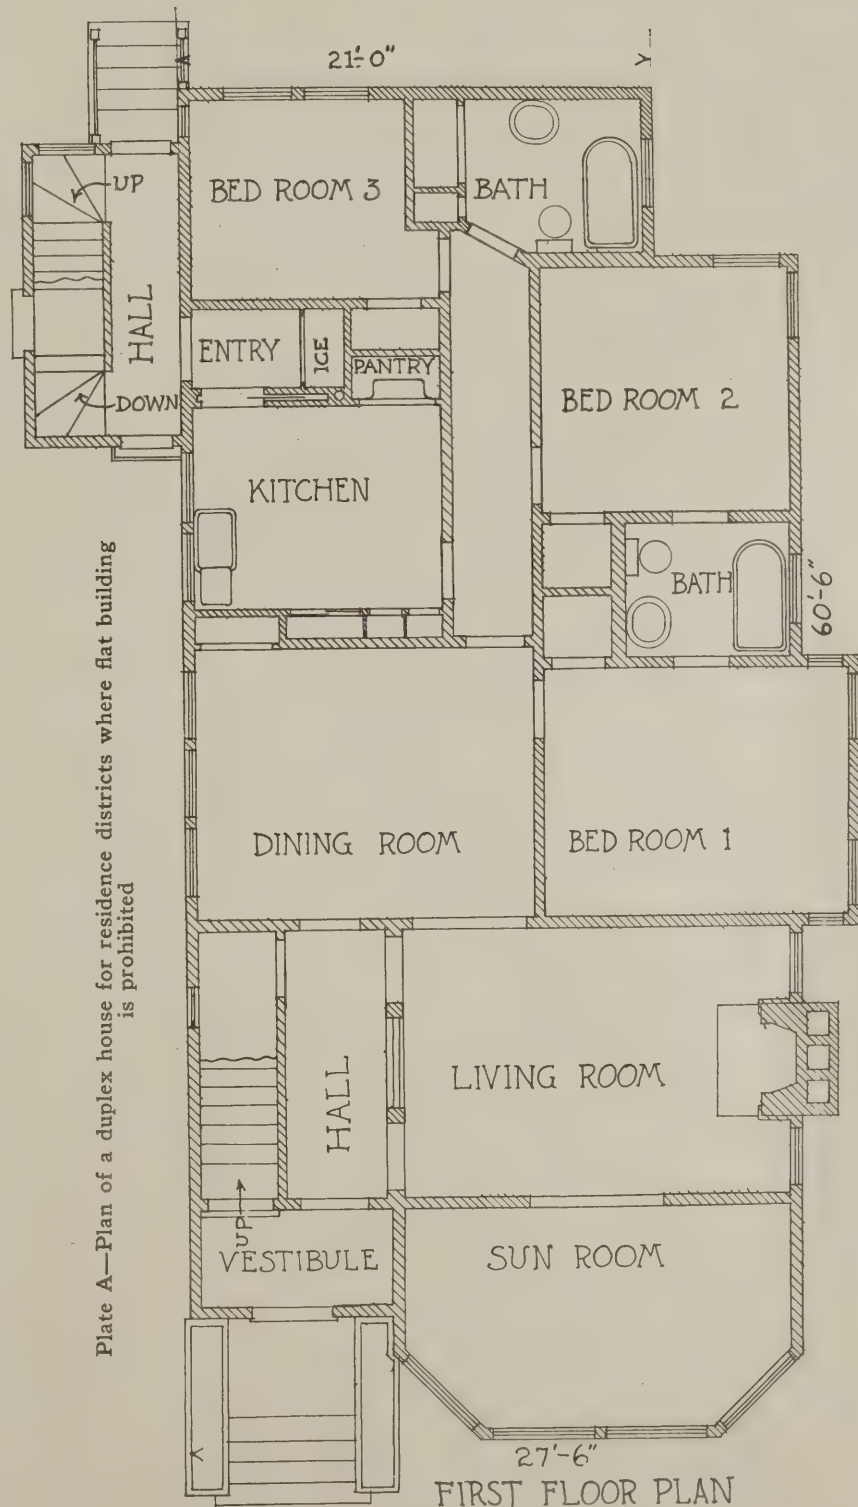 21'-0"
UP
BED ROOM 3
BATH
HALL
ENTRY
ICE
PANTRY
DOWN
BED ROOM 2
KITCHEN
BATH
60'-6"
Plate A—Plan of a duplex house for residence districts where flat building
is prohibited
DINING ROOM
BED ROOM 1
HALL
LIVING ROOM
UP
VESTIBULE
SUN ROOM
27'-6"
FIRST FLOOR PLAN